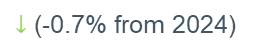 ↓ (-0.7% from 2024)